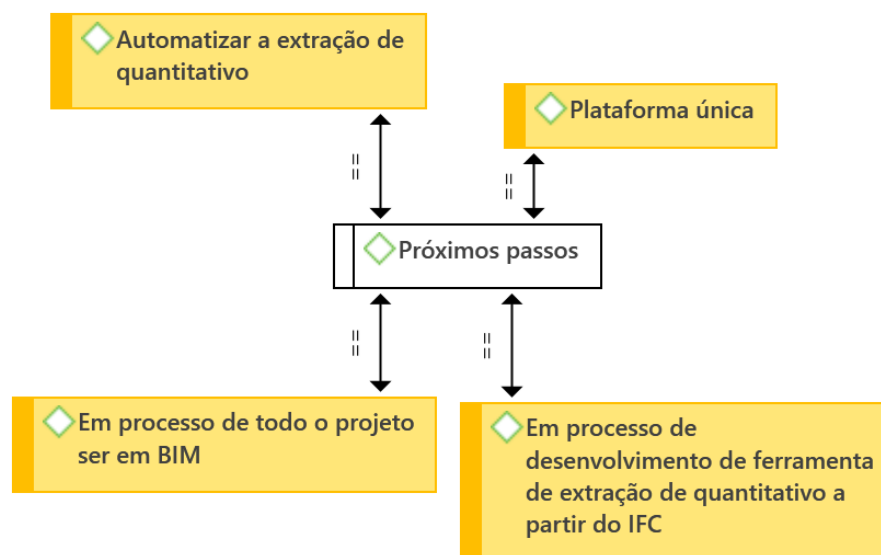 Automatizar a extração de
quantitativo
Plataforma única
Próximos passos
Em processo de todo o projeto
ser em BIM
Em processo de
desenvolvimento de ferramenta
de extração de quantitativo a
partir do IFC